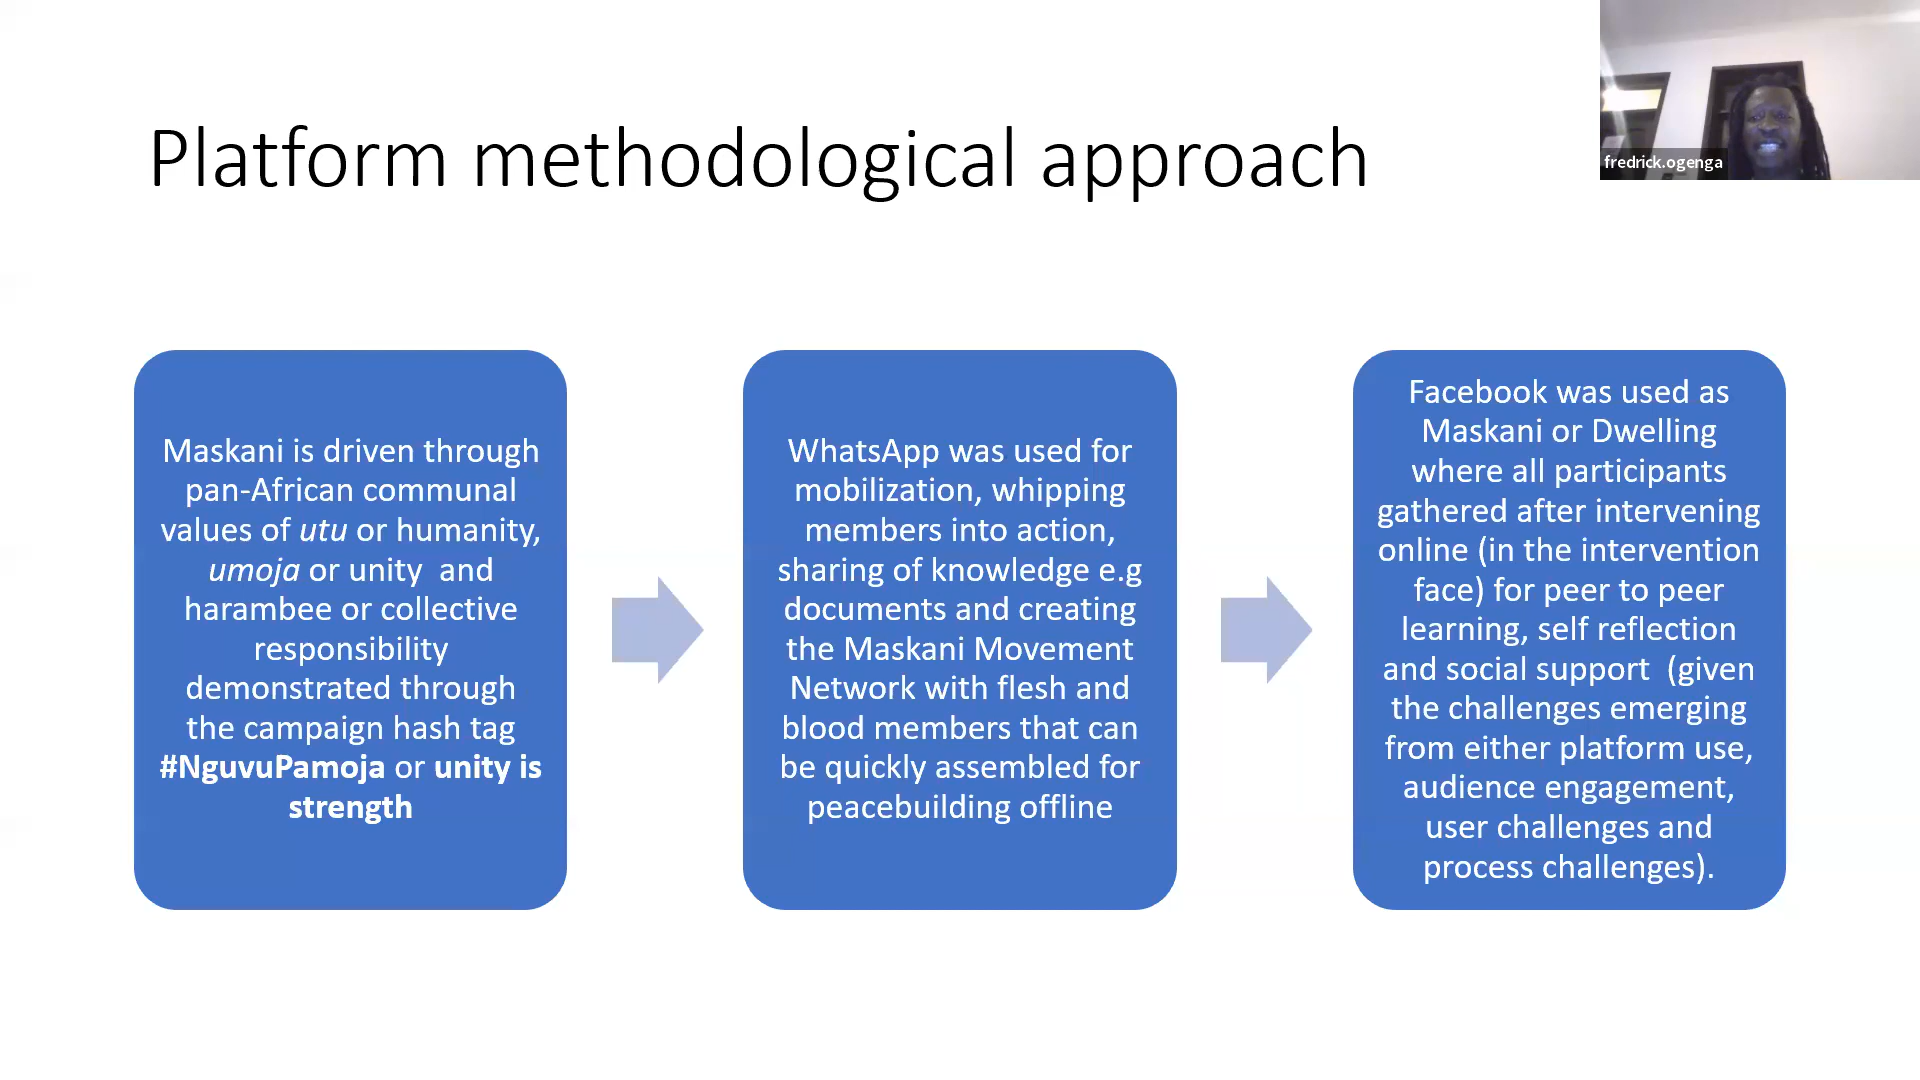 Platform methodological approach
fredrick.ogenga
Maskani is driven through
pan-African communal
values of utu or humanity,
umoja or unity  and
harambee or collective
responsibility
demonstrated through
the campaign hash tag
#NguvuPamoja or unity is
strength
WhatsApp was used for
mobilization, whipping
members into action,
sharing of knowledge e.g
documents and creating
the Maskani Movement
Network with flesh and
blood members that can
be quickly assembled for
peacebuilding offline
Facebook was used as
Maskani or Dwelling
where all participants
gathered after intervening
online (in the intervention
face) for peer to peer
learning, self reflection
and social support  (given
the challenges emerging
from either platform use,
audience engagement,
user challenges and
process challenges).